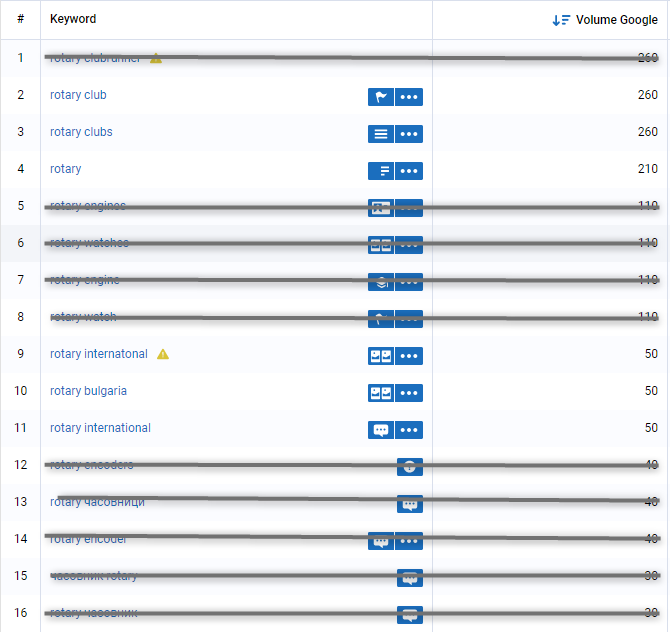 # Keyword Volume Google
1 rotary clubrunner 260
2 rotary club 260
3 rotary clubs 260
4 rotary 210
5 rotary engines 110
6 rotary watches 110
7 rotary engine 110
8 rotary watch 110
9 rotary internatonal 50
10 rotary bulgaria 50
11 rotary international 50
12 rotary encoders 40
13 rotary часовници 40
14 rotary encoder 40
15 часовник rotary 30
16 rotary часовник 30